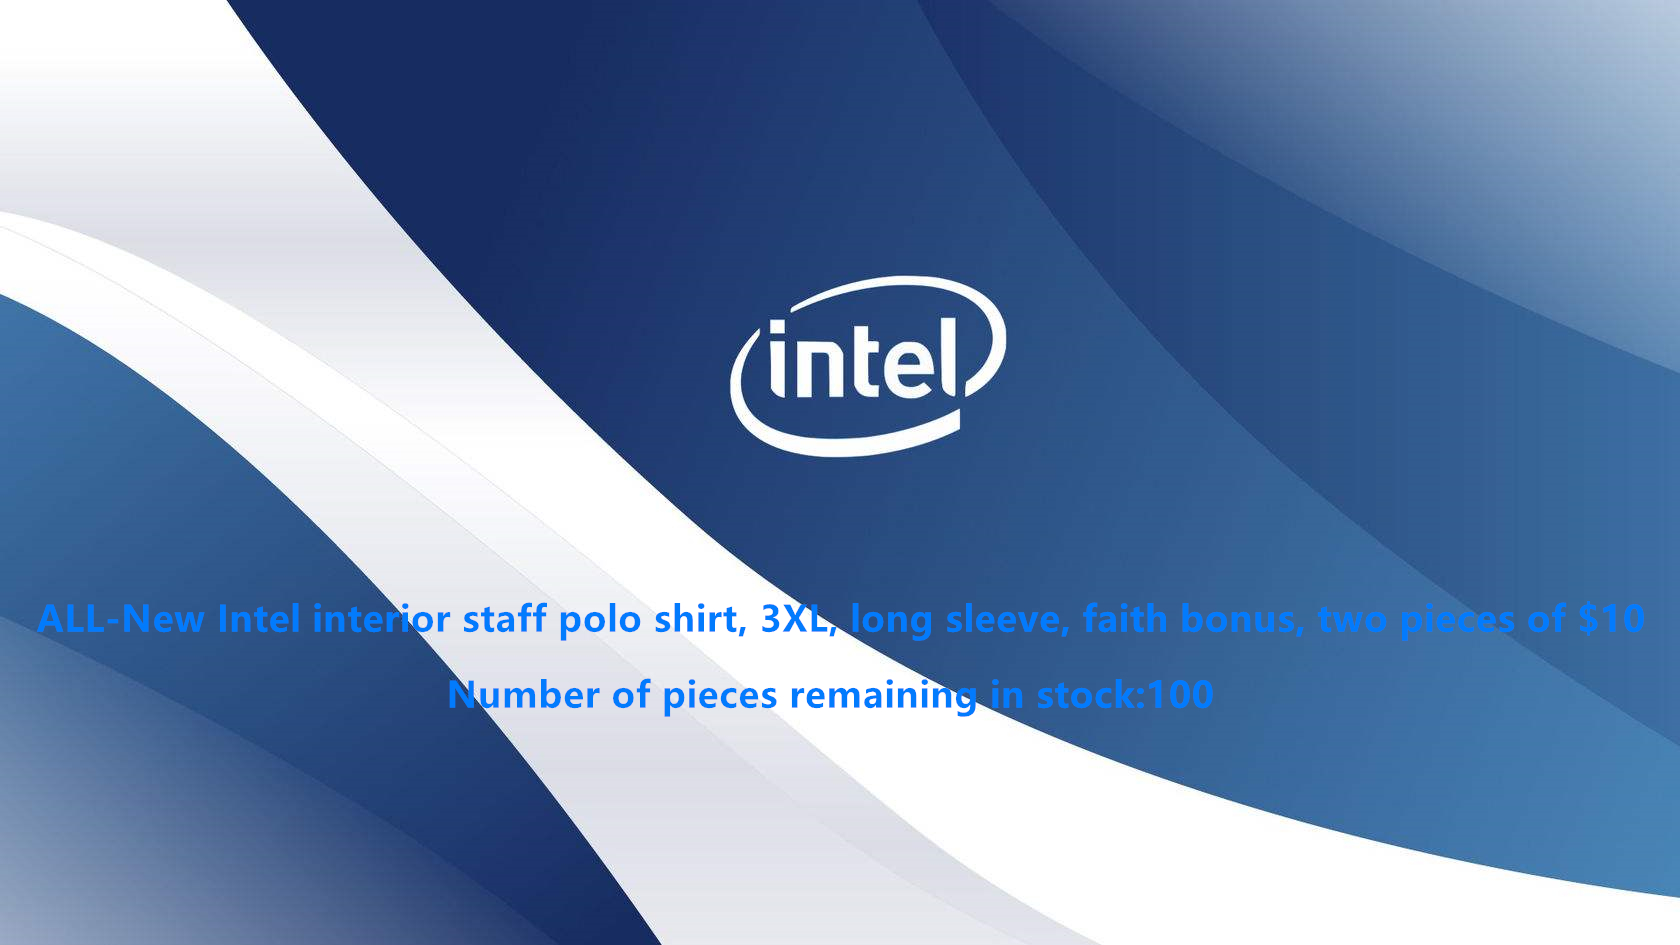 intel
ALL-New Intel interior staff polo shirt, 3XL, long sleeve, faith bonus, two pieces of $10
Number of pieces remaining in stock:100